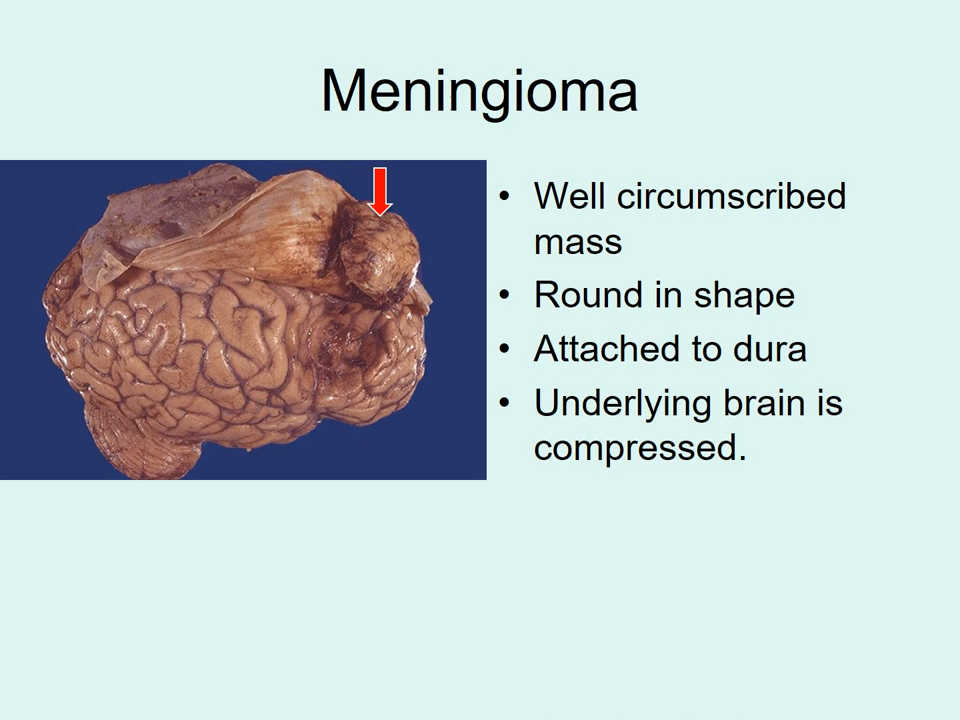 Meningioma
• Well circumscribed
mass
• Round in shape
• Attached to dura
• Underlying brain is
compressed.